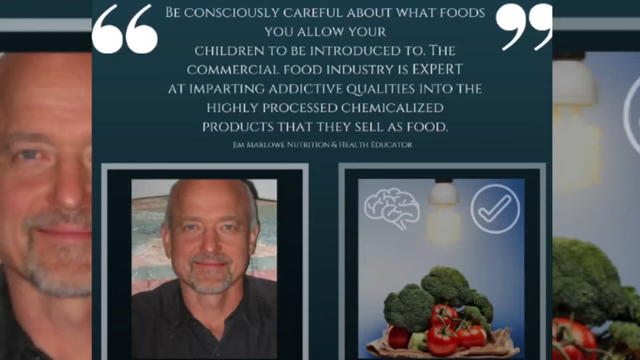 “ BE CONSCIOUSLY CAREFUL ABOUT WHAT FOODS ”
YOU ALLOW YOUR
CHILDREN TO BE INTRODUCED TO. THE
COMMERCIAL FOOD INDUSTRY IS EXPERT
AT IMPARTING ADDICTIVE QUALITIES INTO THE
HIGHLY PROCESSED CHEMICALIZED
PRODUCTS THAT THEY SELL AS FOOD.
JIM MARLOWE NUTRITION & HEALTH EDUCATOR